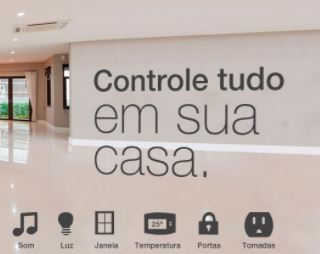 Controle tudo
em sua
casa.
25°
Som Luz Janela Temperatura Portas Tomadas